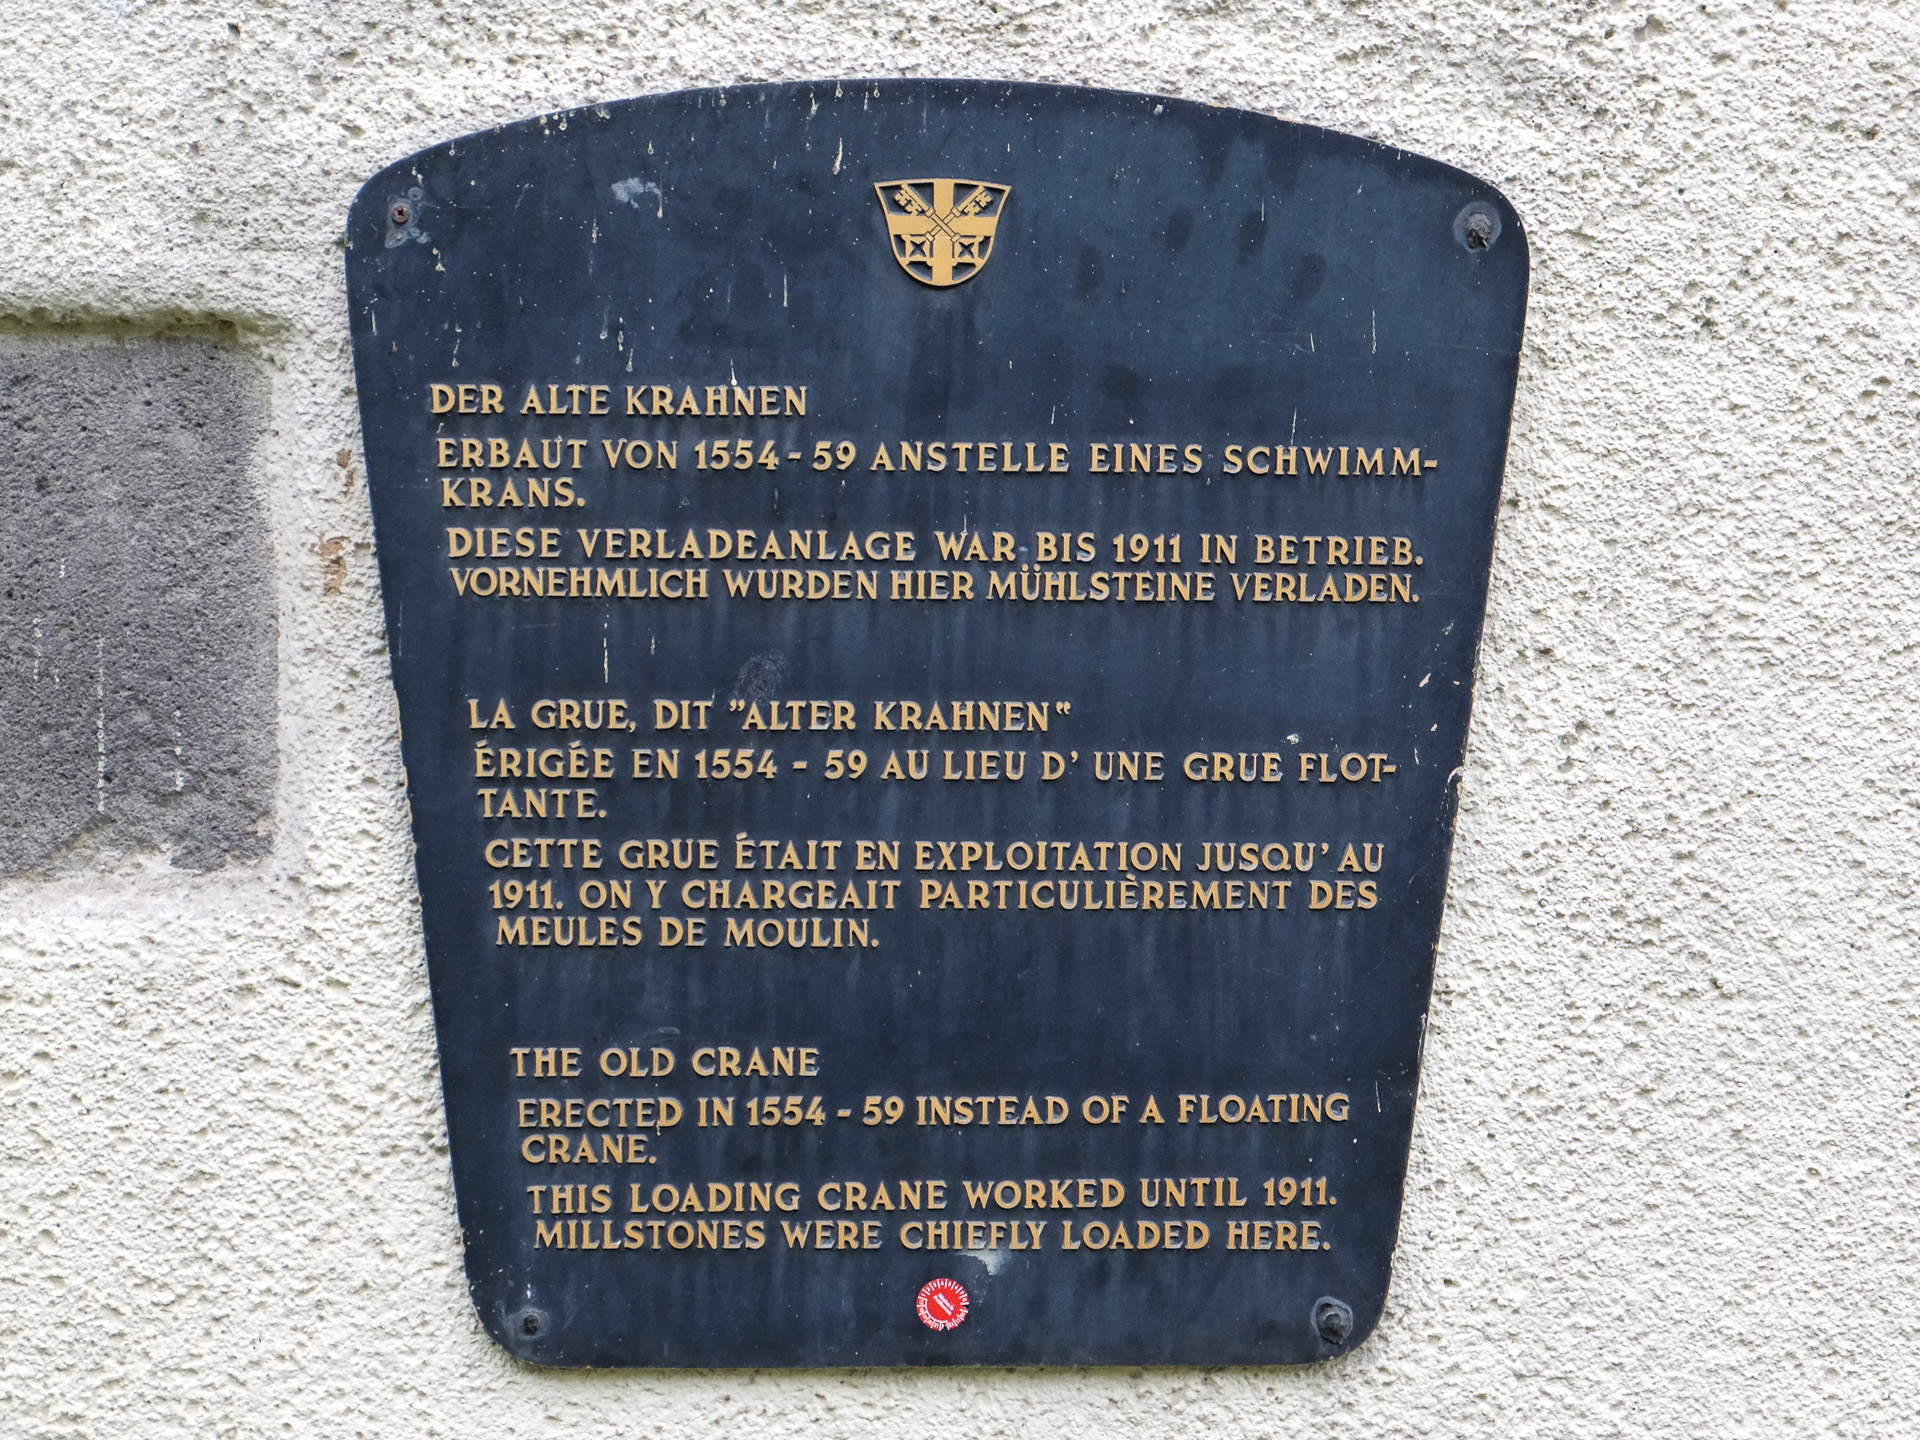 DER ALTE KRAHNEN
ERBAUT VON 1554 - 59 ANSTELLE EINES SCHWIMM-
KRANS.
DIESE VERLADEANLAGE WAR BIS 1911 IN BETRIEB.
VORNEHMLICH WURDEN HIER MÜHLSTEINE VERLADEN.
LA GRUE, DIT "ALTER KRAHNEN"
ÉRIGÉE EN 1554 - 59 AU LIEU D' UNE GRUE FLOT-
TANTE.
CETTE GRUE ÉTAIT EN EXPLOITATION JUSQU' AU
1911. ON Y CHARGEAIT PARTICULIÈREMENT DES
MEULES DE MOULIN.
THE OLD CRANE
ERECTED IN 1554 - 59 INSTEAD OF A FLOATING
CRANE.
THIS LOADING CRANE WORKED UNTIL 1911.
MILLSTONES WERE CHIEFLY LOADED HERE.